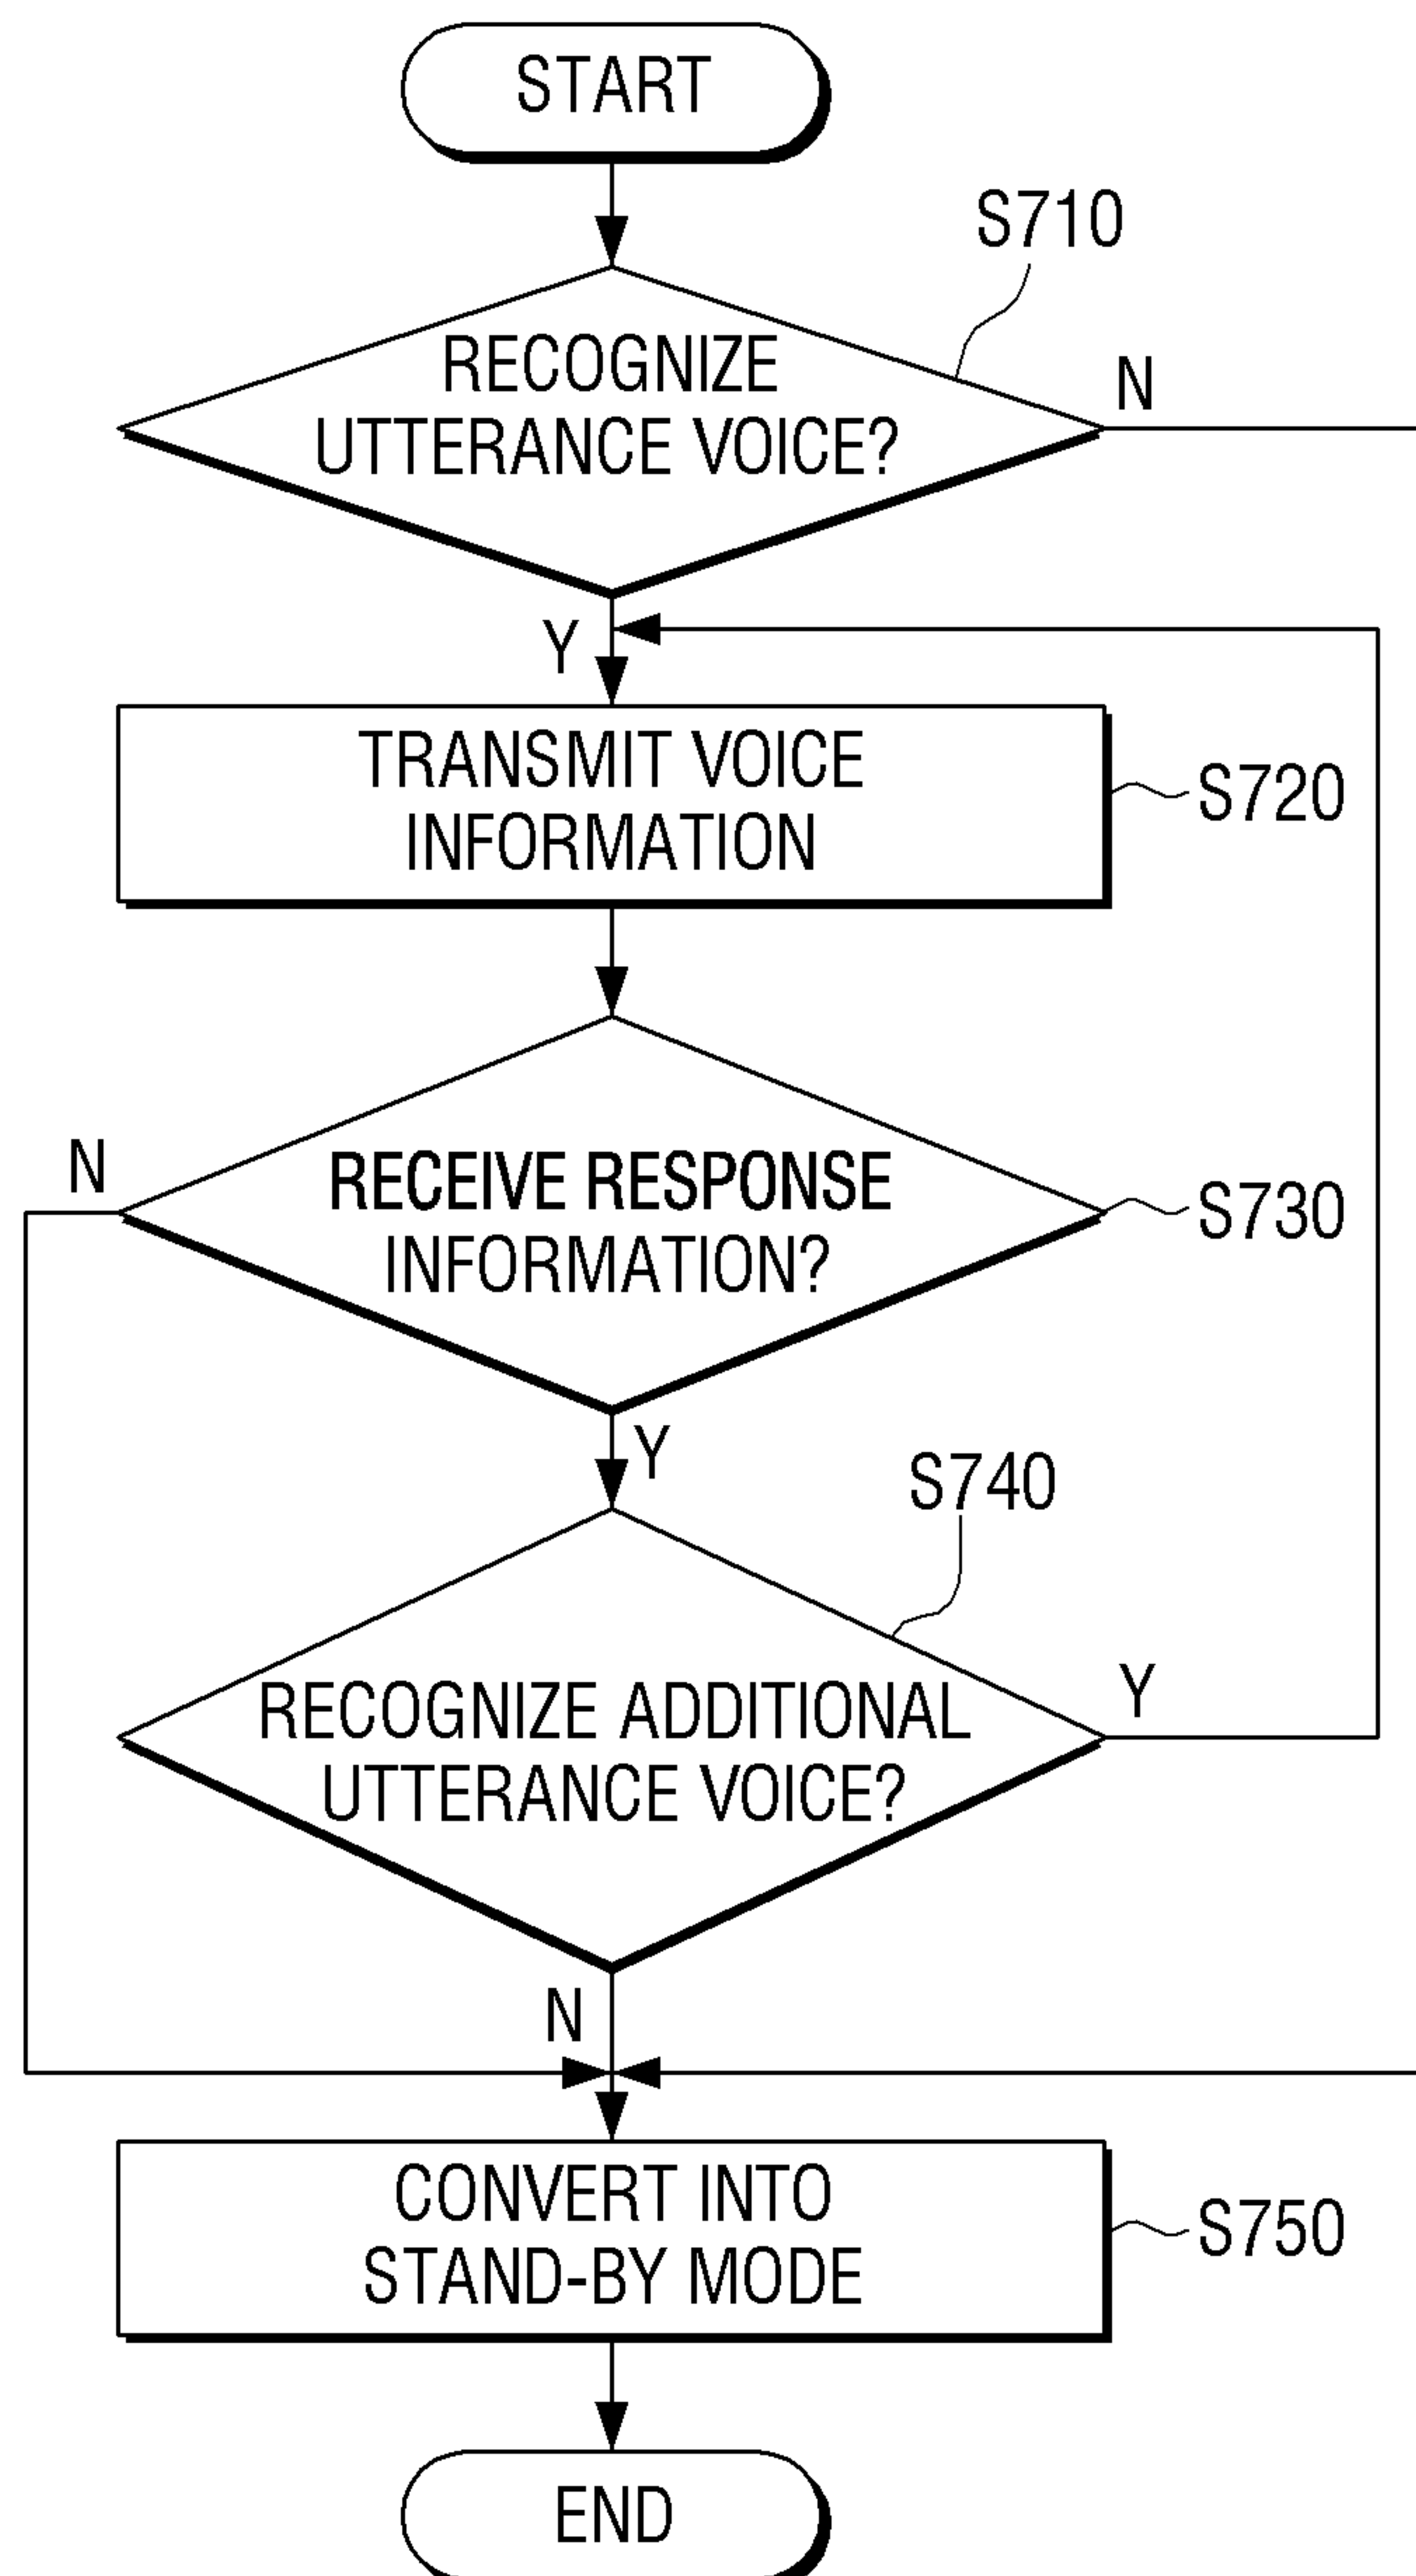 START
S710
RECOGNIZE
UTTERANCE VOICE?
N
Y
TRANSMIT VOICE
INFORMATION
S720
N
RECEIVE RESPONSE
INFORMATION?
S730
Y
S740
RECOGNIZE ADDITIONAL
UTTERANCE VOICE?
Y
N
CONVERT INTO
STAND-BY MODE
S750
END